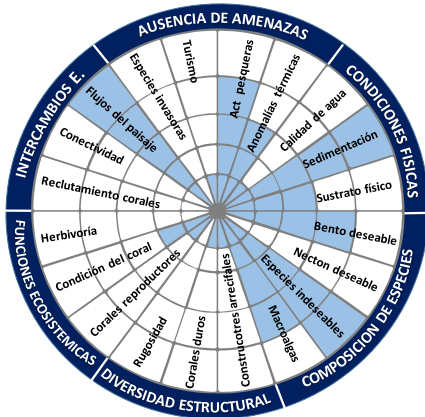 AUSENCIA DE AMENAZAS
CONDICIONES FISICAS
COMPOSICION DE ESPECIES
DIVERSIDAD ESTRUCTURAL
FUNCIONES ECOSISTEMICAS
INTERCAMBIOS E.
Turismo
Act pesqueras
Anomalías térmicas
Calidad de agua
Sedimentación
Sustrato físico
Bento deseable
Necton deseable
Especies indeseables
Macroalgas
Construcotres arrecifales
Corales duros
Rugosidad
Corales reproductores
Condición del coral
Herbivoría
Reclutamiento corales
Conectividad
Flujos del paisaje
Especies invasoras